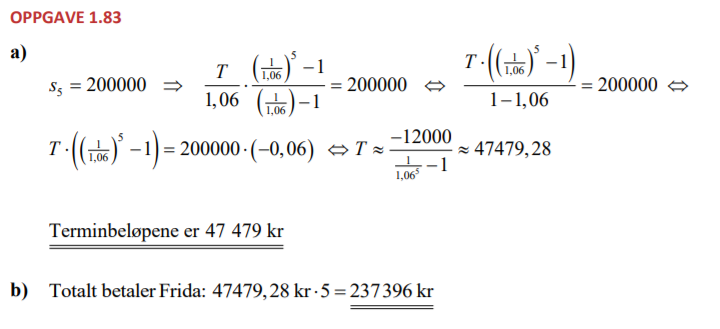 OPPGAVE 1.83
a)
s₅ = 200000 ⇒ T/1,06 · ((1/1,06)⁵ −1)/((1/1,06)−1) = 200000 ⇔ T·((1/1,06)⁵ −1)/(1−1,06) = 200000 ⇔
T·((1/1,06)⁵ −1) = 200000·(−0,06) ⇔ T ≈ −12000/(1/1,06⁵ −1) ≈ 47479,28
Terminbeløpene er 47 479 kr
b) Totalt betaler Frida: 47479,28 kr·5 = 237396 kr